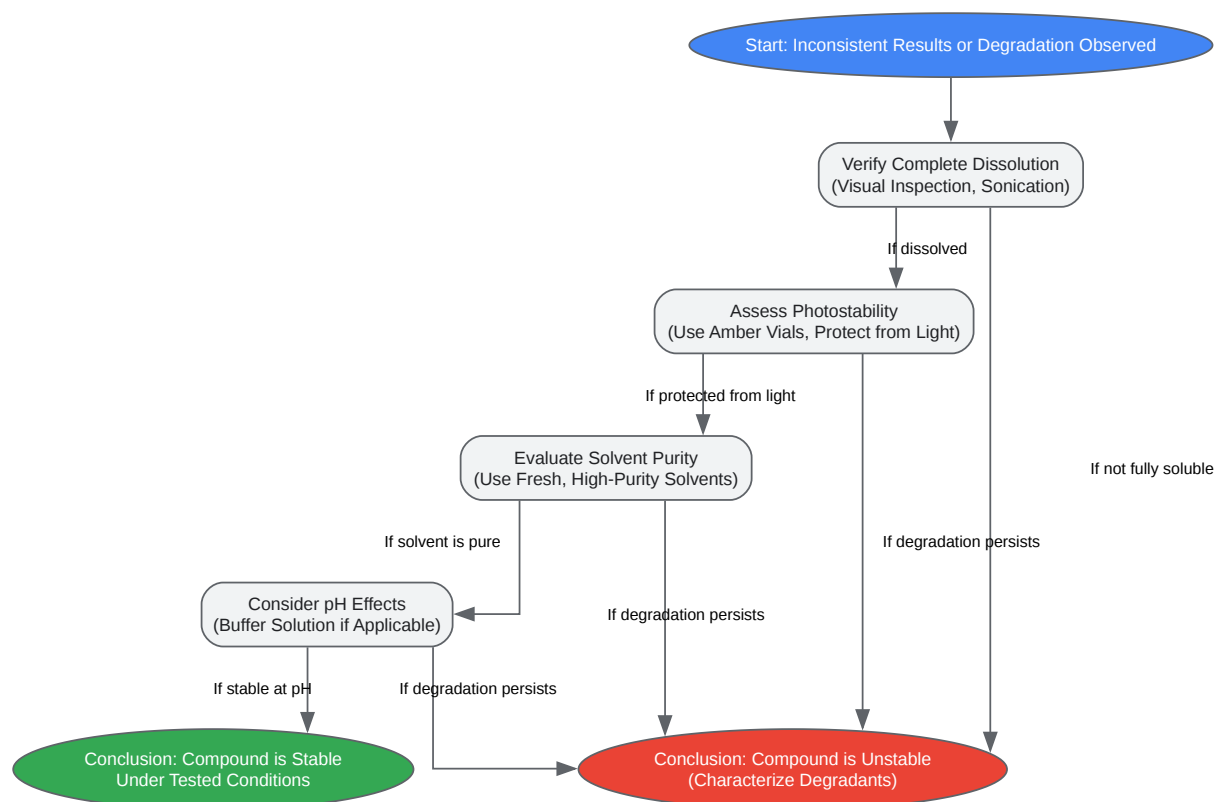 Start: Inconsistent Results or Degradation Observed
Verify Complete Dissolution
(Visual Inspection, Sonication)
If dissolved
Assess Photostability
(Use Amber Vials, Protect from Light)
If protected from light
Evaluate Solvent Purity
(Use Fresh, High-Purity Solvents)
If not fully soluble
If solvent is pure
If degradation persists
Consider pH Effects
(Buffer Solution if Applicable)
If degradation persists
If stable at pH
If degradation persists
Conclusion: Compound is Stable
Under Tested Conditions
Conclusion: Compound is Unstable
(Characterize Degradants)